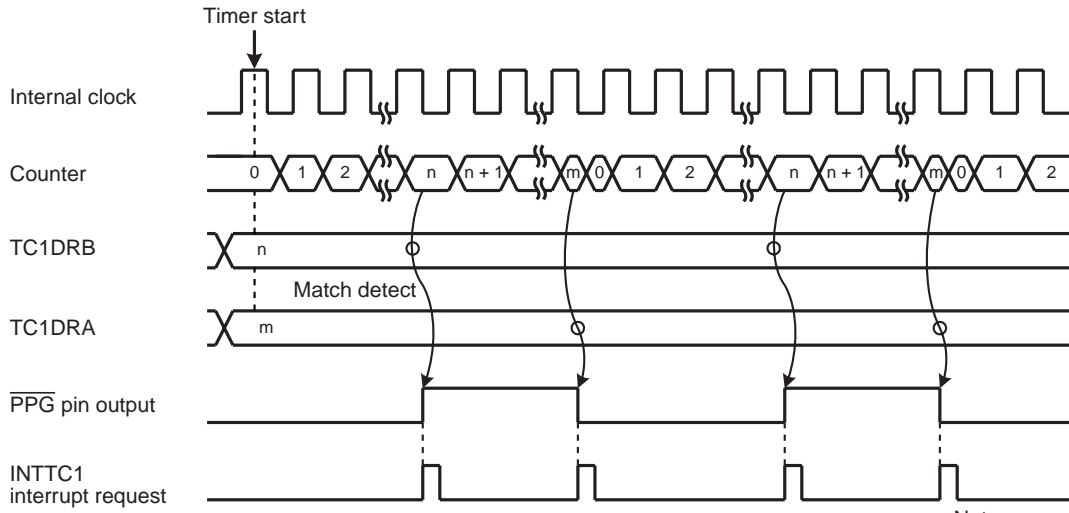 Timer start
Internal clock
Counter
0 1 2 n n + 1 m 0 1 2 n n + 1 m 0 1 2
TC1DRB
n
Match detect
TC1DRA
m
PPG pin output
INTTC1
interrupt request